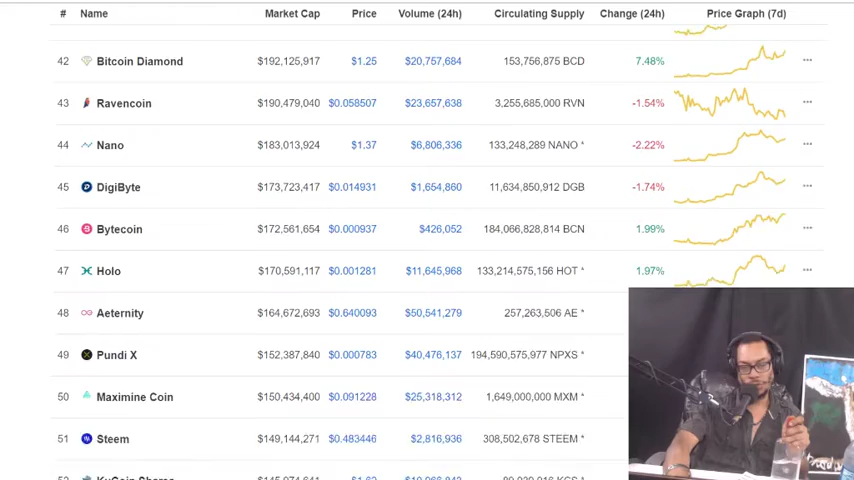 # Name Market Cap Price Volume (24h) Circulating Supply Change (24h) Price Graph (7d)
42 Bitcoin Diamond $192,125,917 $1.25 $20,757,684 153,756,875 BCD 7.48%
43 Ravencoin $190,479,040 $0.058507 $23,657,638 3,255,685,000 RVN -1.54%
44 Nano $183,013,924 $1.37 $6,806,336 133,248,289 NANO * -2.22%
45 DigiByte $173,723,417 $0.014931 $1,654,860 11,634,850,912 DGB -1.74%
46 Bytecoin $172,561,654 $0.000937 $426,052 184,066,828,814 BCN 1.99%
47 Holo $170,591,117 $0.001281 $11,645,968 133,214,575,156 HOT * 1.97%
48 Aeternity $164,672,693 $0.640093 $50,541,279 257,263,506 AE *
49 Pundi X $152,387,840 $0.000783 $40,476,137 194,590,575,977 NPXS *
50 Maximine Coin $150,434,400 $0.091228 $25,318,312 1,649,000,000 MXM *
51 Steem $149,144,271 $0.483446 $2,816,936 308,502,678 STEEM *